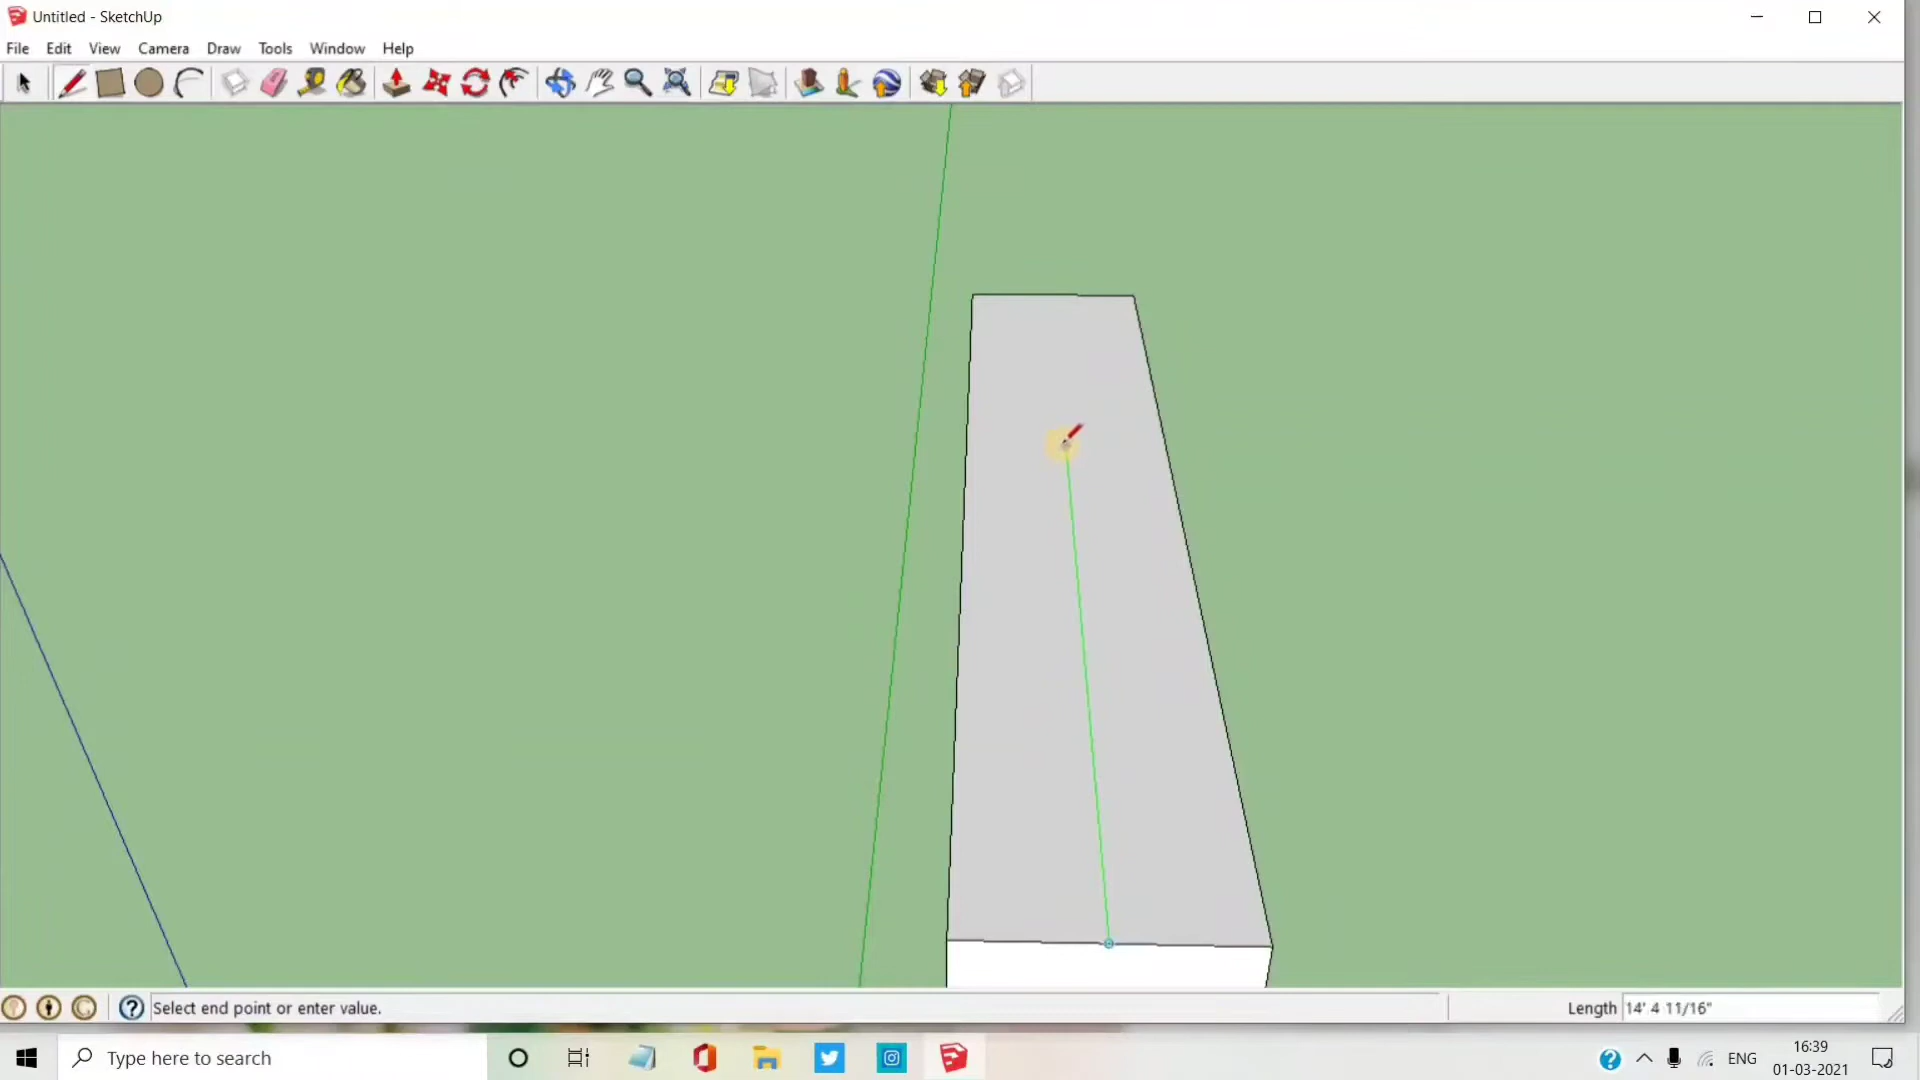 Untitled - SketchUp
File Edit View Camera Draw Tools Window Help
Select end point or enter value.
Length 14' 4 11/16"
Type here to search
ENG
16:39
01-03-2021